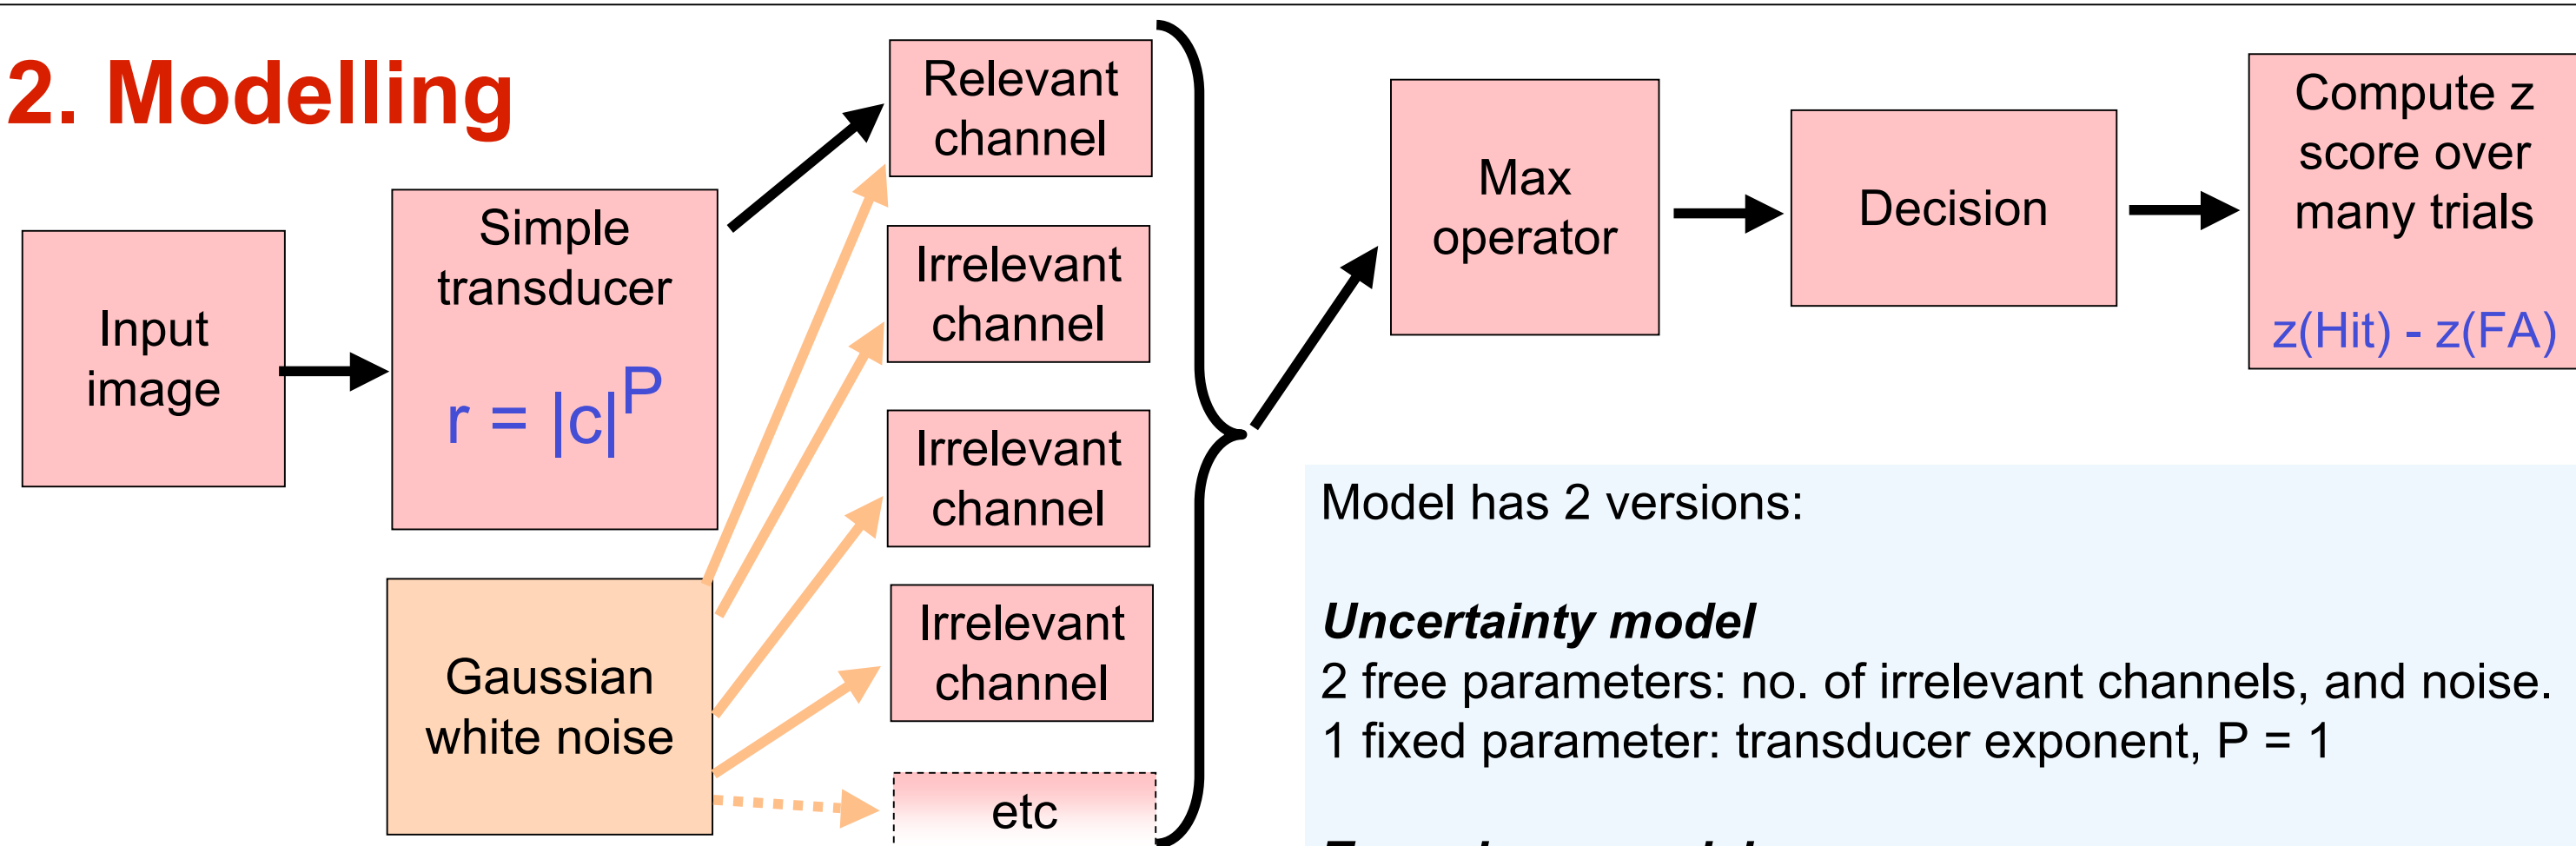 2. Modelling
Input
image
Simple
transducer
r = |c|^P
Gaussian
white noise
Relevant
channel
Irrelevant
channel
Irrelevant
channel
Irrelevant
channel
etc
Max
operator
Decision
Compute z
score over
many trials
z(Hit) - z(FA)
Model has 2 versions:
Uncertainty model
2 free parameters: no. of irrelevant channels, and noise.
1 fixed parameter: transducer exponent, P = 1